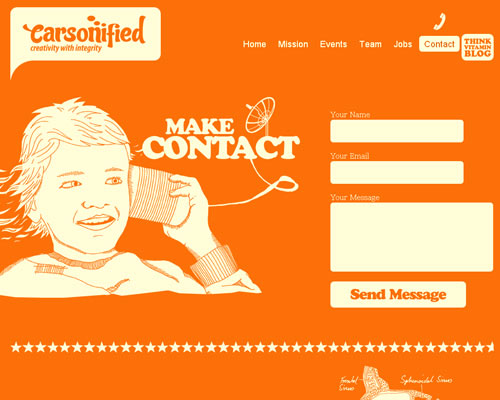 Carsonified
creativity with integrity
Home Mission Events Team Jobs Contact
THINK
VITAMIN
BLOG
MAKE
CONTACT
Your Name
Your Email
Your Message
Send Message
Frontal Sphenoidal Sinus
Sinus